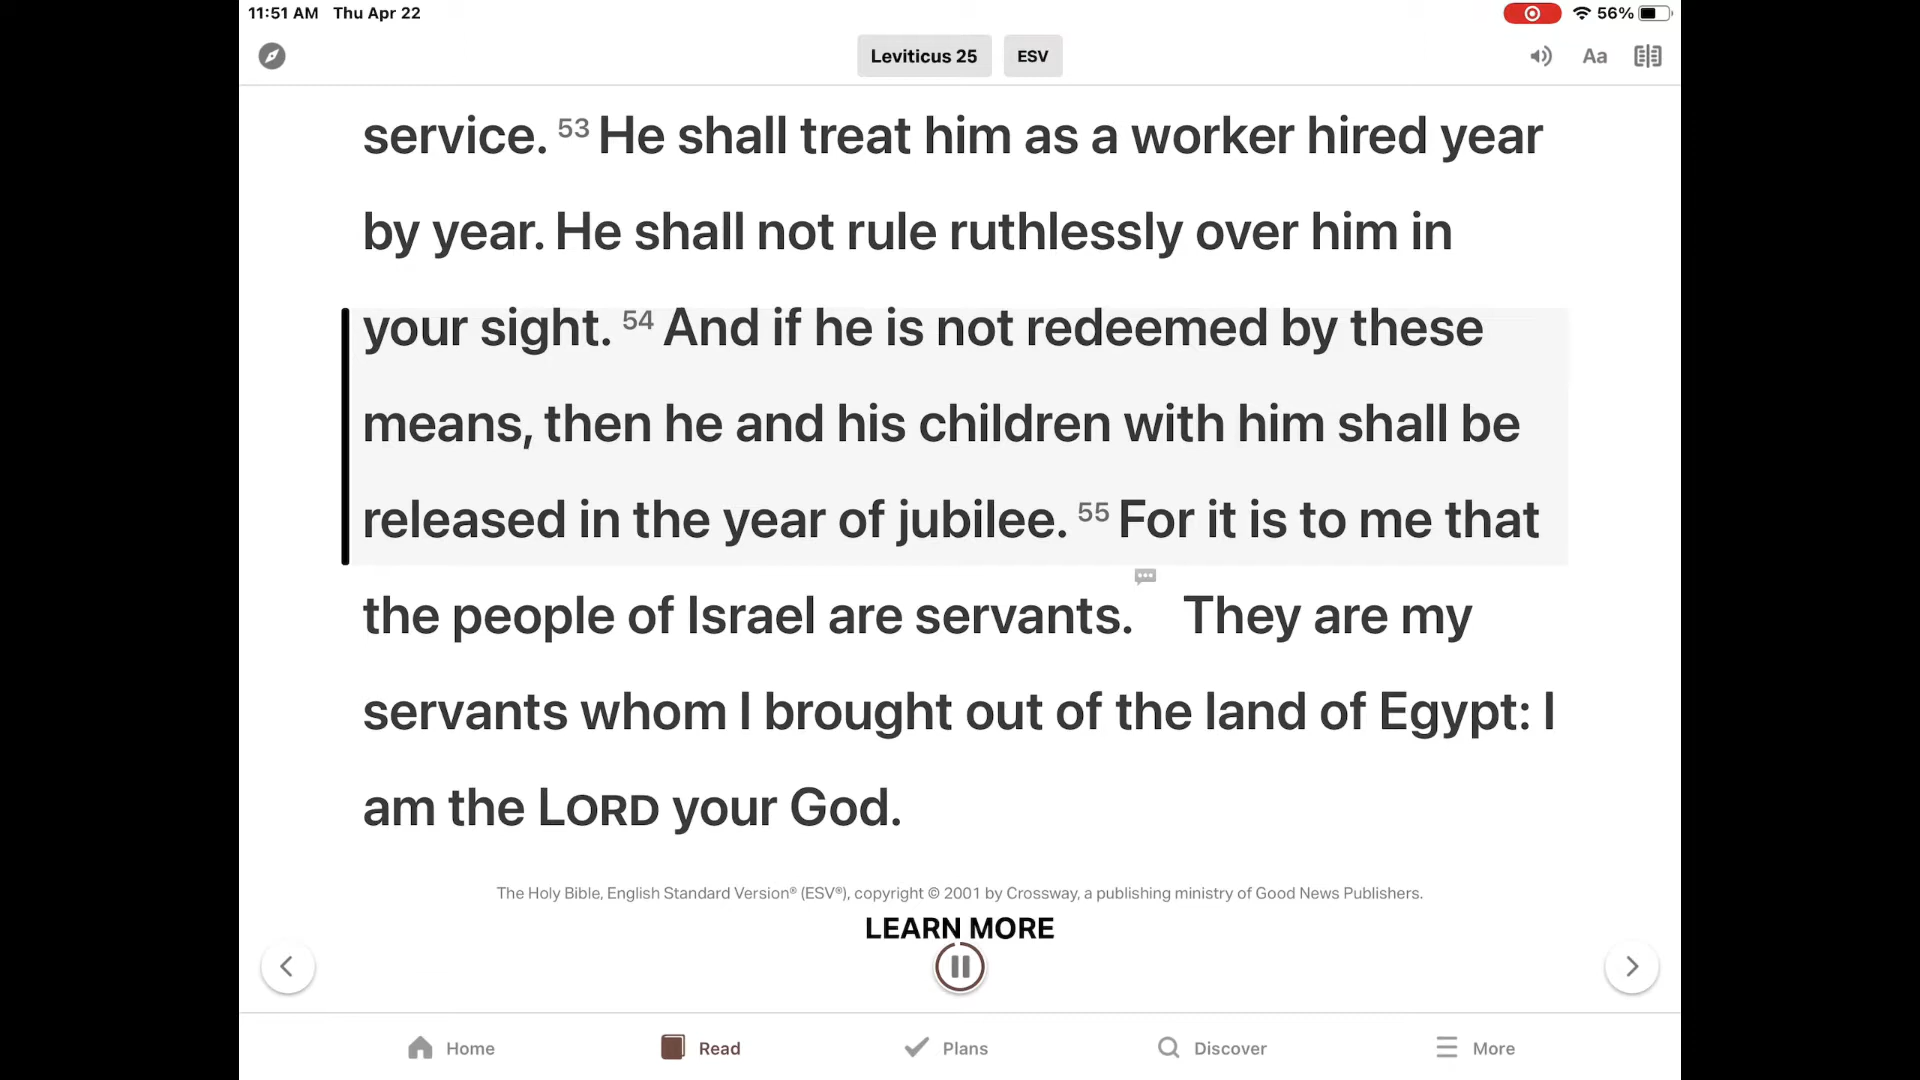 11:51 AM Thu Apr 22
56%
Leviticus 25 ESV
Aa
service. 53 He shall treat him as a worker hired year
by year. He shall not rule ruthlessly over him in
your sight. 54 And if he is not redeemed by these
means, then he and his children with him shall be
released in the year of jubilee. 55 For it is to me that
the people of Israel are servants. They are my
servants whom I brought out of the land of Egypt: I
am the LORD your God.
The Holy Bible, English Standard Version® (ESV®), copyright © 2001 by Crossway, a publishing ministry of Good News Publishers.
LEARN MORE
Home Read Plans Discover More